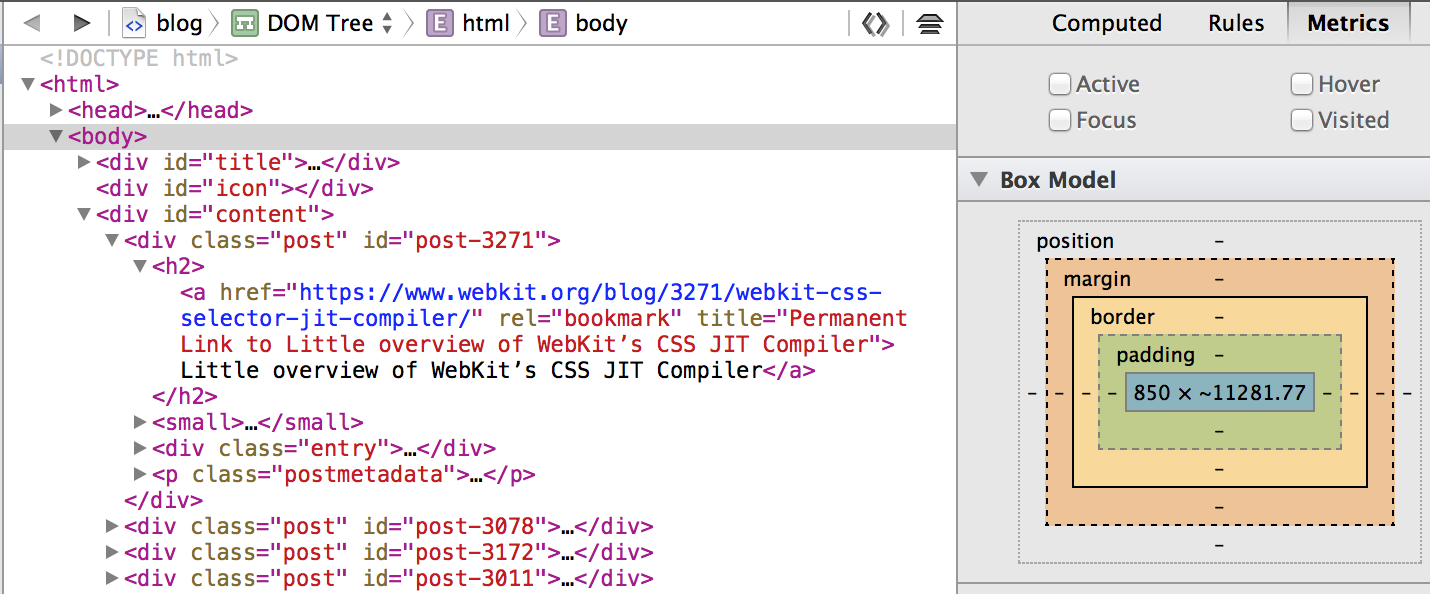 blog DOM Tree E html E body
Computed Rules Metrics
<!DOCTYPE html>
<html>
<head>…</head>
<body>
<div id="title">…</div>
<div id="icon"></div>
<div id="content">
<div class="post" id="post-3271">
<h2>
<a href="https://www.webkit.org/blog/3271/webkit-css-
selector-jit-compiler/" rel="bookmark" title="Permanent
Link to Little overview of WebKit’s CSS JIT Compiler">
Little overview of WebKit’s CSS JIT Compiler</a>
</h2>
<small>…</small>
<div class="entry">…</div>
<p class="postmetadata">…</p>
</div>
<div class="post" id="post-3078">…</div>
<div class="post" id="post-3172">…</div>
<div class="post" id="post-3011">…</div>
Active Hover
Focus Visited
Box Model
position –
margin –
border –
padding –
– – – – 850 × ~11281.77 – – – –
–
–
–
–